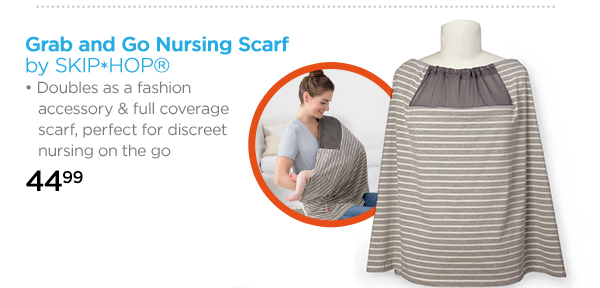 Grab and Go Nursing Scarf
by SKIP*HOP®
• Doubles as a fashion
accessory & full coverage
scarf, perfect for discreet
nursing on the go
44⁹⁹